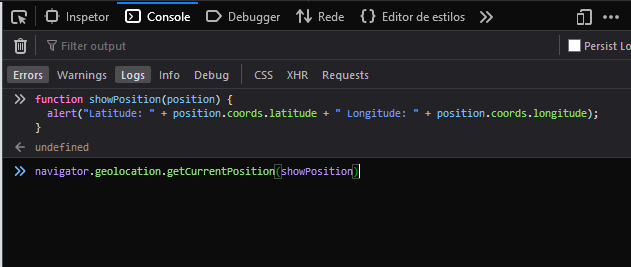 Inspetor Console Debugger Rede Editor de estilos
Filter output Persist Lo
Errors Warnings Logs Info Debug CSS XHR Requests
function showPosition(position) {
alert("Latitude: " + position.coords.latitude + " Longitude: " + position.coords.longitude);
}
undefined
navigator.geolocation.getCurrentPosition(showPosition)